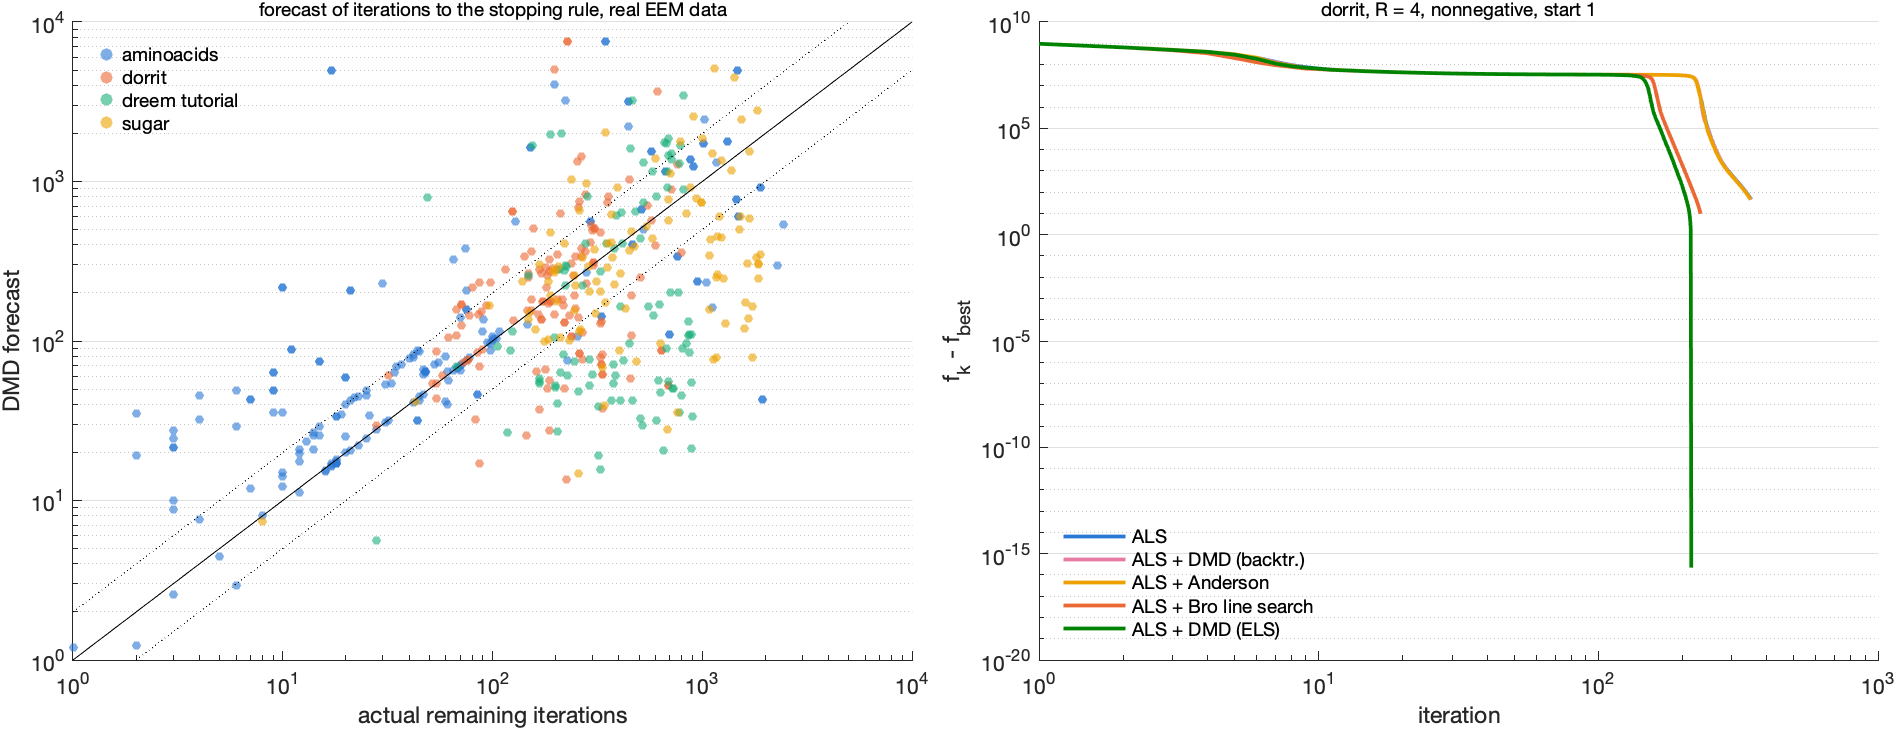 forecast of iterations to the stopping rule, real EEM data
10^4
10^3
10^2
10^1
10^0
DMD forecast
aminoacids
dorrit
dreem tutorial
sugar
10^0 10^1 10^2 10^3 10^4
actual remaining iterations
dorrit, R = 4, nonnegative, start 1
10^10
10^5
10^0
10^-5
10^-10
10^-15
10^-20
f_k - f_best
ALS
ALS + DMD (backtr.)
ALS + Anderson
ALS + Bro line search
ALS + DMD (ELS)
10^0 10^1 10^2 10^3
iteration